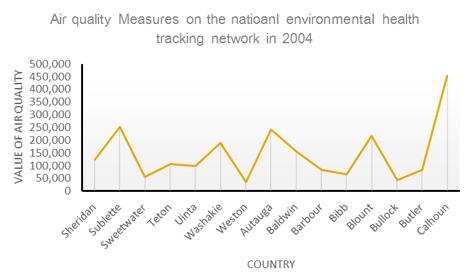 Air quality Measures on the natioanl environmental health
tracking network in 2004
VALUE OF AIR QUALITY
500,000
450,000
400,000
350,000
300,000
250,000
200,000
150,000
100,000
50,000
0
Sheridan
Sublette
Sweetwater
Teton
Uinta
Washakie
Weston
Autauga
Baldwin
Barbour
Bibb
Blount
Bullock
Butler
Calhoun
COUNTRY